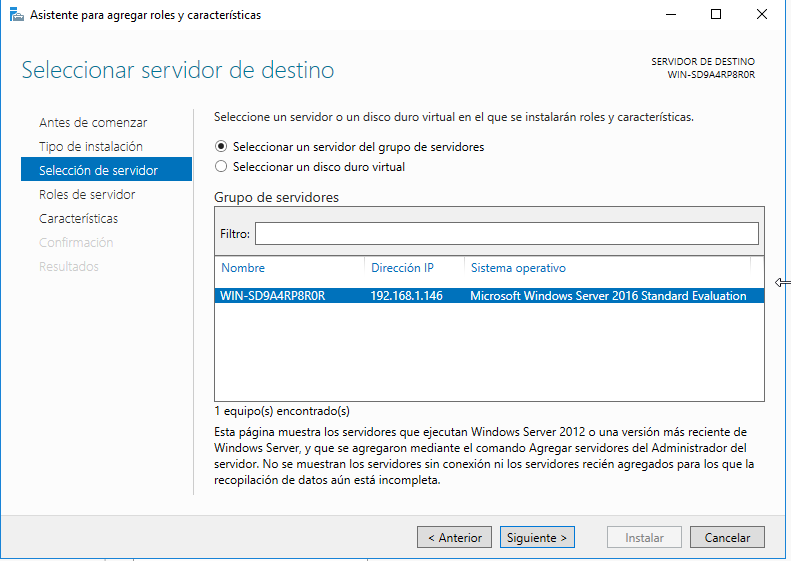 Asistente para agregar roles y características
Seleccionar servidor de destino
SERVIDOR DE DESTINO
WIN-SD9A4RP8R0R
Antes de comenzar
Tipo de instalación
Selección de servidor
Roles de servidor
Características
Confirmación
Resultados
Seleccione un servidor o un disco duro virtual en el que se instalarán roles y características.
Seleccionar un servidor del grupo de servidores
Seleccionar un disco duro virtual
Grupo de servidores
Filtro:
Nombre Dirección IP Sistema operativo
WIN-SD9A4RP8R0R 192.168.1.146 Microsoft Windows Server 2016 Standard Evaluation
1 equipo(s) encontrado(s)
Esta página muestra los servidores que ejecutan Windows Server 2012 o una versión más reciente de
Windows Server, y que se agregaron mediante el comando Agregar servidores del Administrador del
servidor. No se muestran los servidores sin conexión ni los servidores recién agregados para los que la
recopilación de datos aún está incompleta.
< Anterior Siguiente > Instalar Cancelar